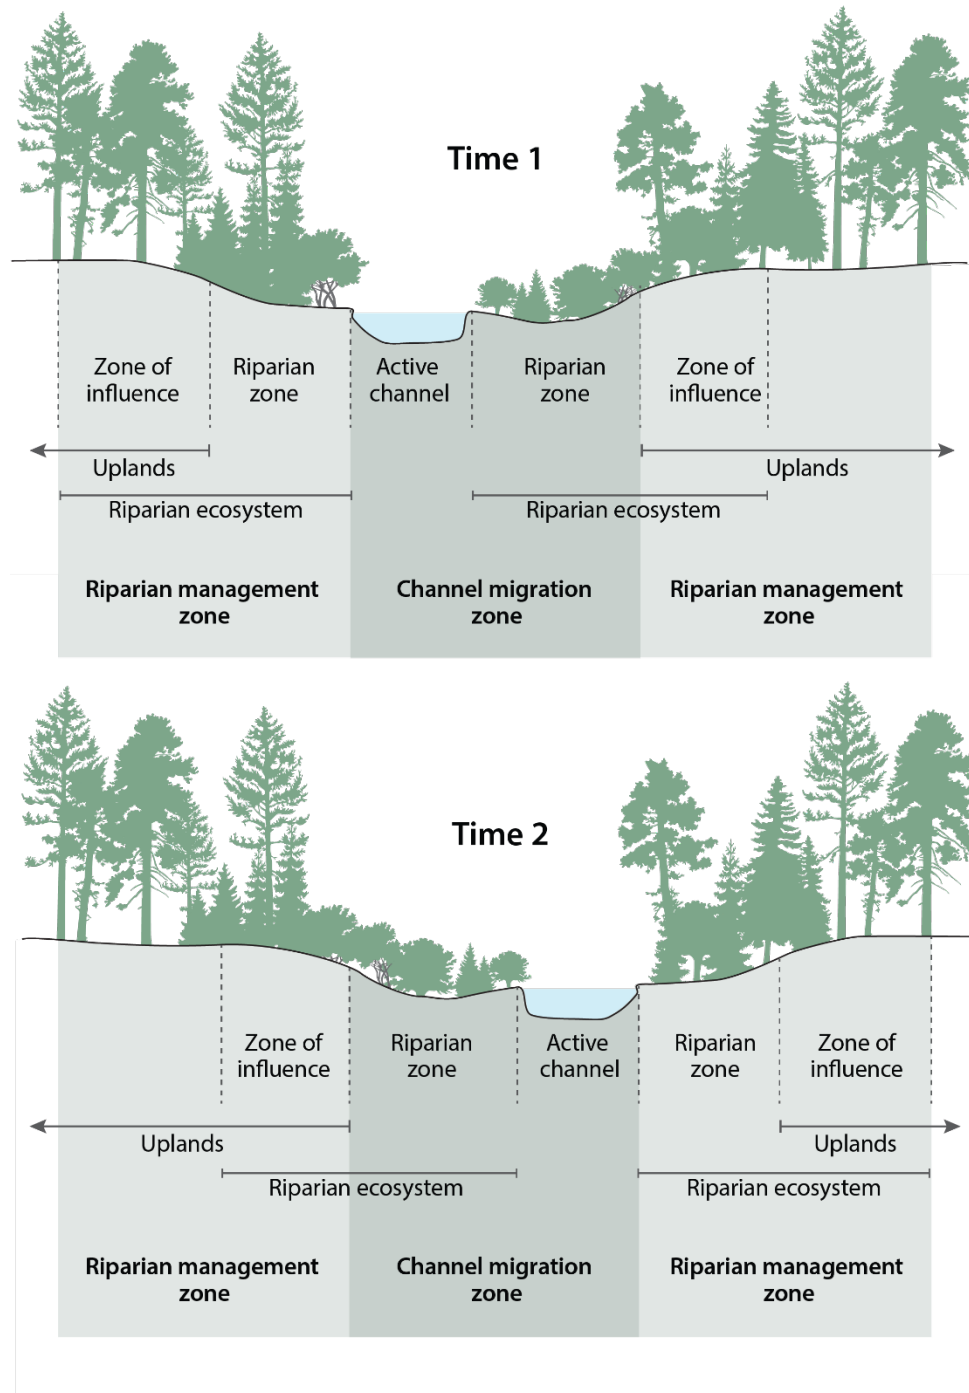 Time 1
Zone of
influence
Riparian
zone
Active
channel
Riparian
zone
Zone of
influence
Uplands
Uplands
Riparian ecosystem
Riparian ecosystem
Riparian management
zone
Channel migration
zone
Riparian management
zone
Time 2
Zone of
influence
Riparian
zone
Active
channel
Riparian
zone
Zone of
influence
Uplands
Uplands
Riparian ecosystem
Riparian ecosystem
Riparian management
zone
Channel migration
zone
Riparian management
zone